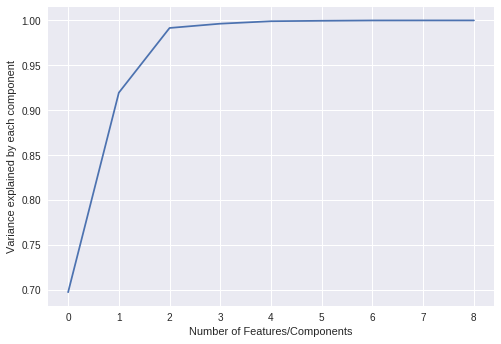 1.00
0.95
0.90
0.85
0.80
0.75
0.70
Variance explained by each component
0 1 2 3 4 5 6 7 8
Number of Features/Components